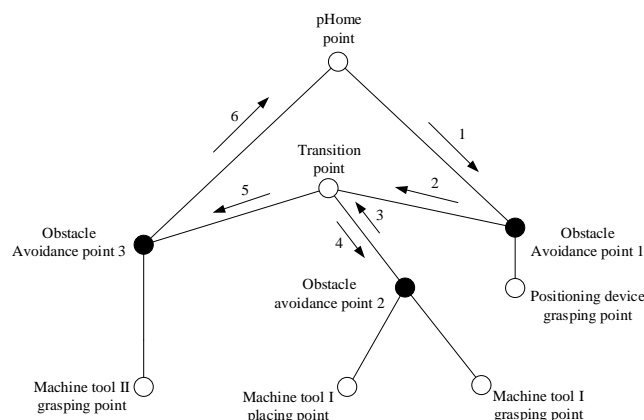 pHome
point
6
1
Transition
point
5
2
3
4
Obstacle
Avoidance point 3
Obstacle
Avoidance point 1
Obstacle
avoidance point 2
Positioning device
grasping point
Machine tool II
grasping point
Machine tool I
placing point
Machine tool I
grasping point